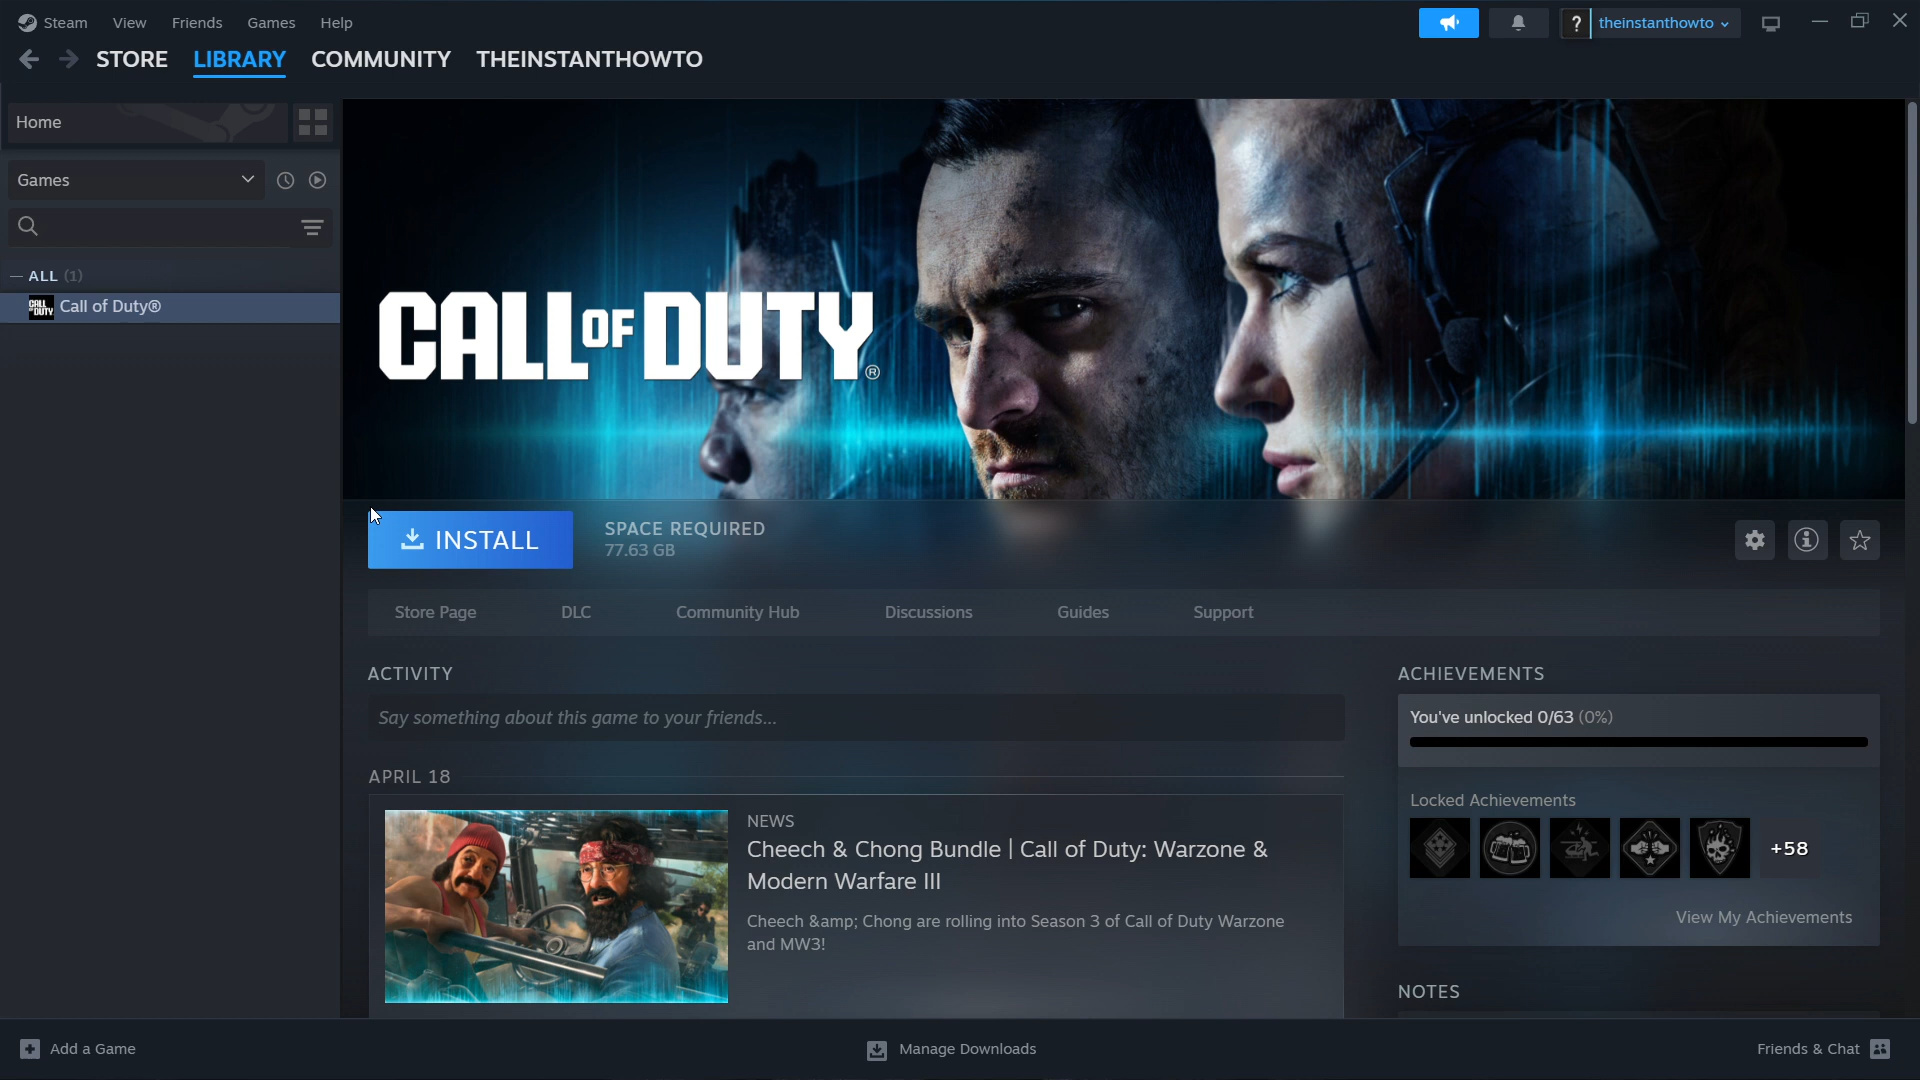 Steam View Friends Games Help
? theinstanthowto
STORE LIBRARY COMMUNITY THEINSTANTHOWTO
Home
Games
— ALL (1)
CALL OF DUTY Call of Duty®
CALL OF DUTY®
INSTALL
SPACE REQUIRED
77.63 GB
Store Page DLC Community Hub Discussions Guides Support
ACTIVITY
Say something about this game to your friends...
APRIL 18
NEWS
Cheech & Chong Bundle | Call of Duty: Warzone &
Modern Warfare III
Cheech &amp; Chong are rolling into Season 3 of Call of Duty Warzone
and MW3!
ACHIEVEMENTS
You've unlocked 0/63 (0%)
Locked Achievements
+58
View My Achievements
NOTES
Add a Game
Manage Downloads
Friends & Chat